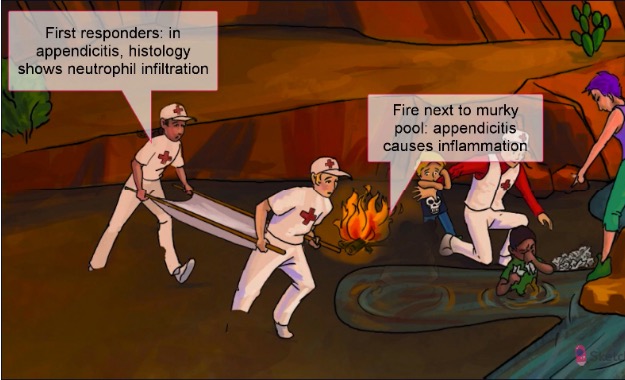 First responders: in
appendicitis, histology
shows neutrophil infiltration
Fire next to murky
pool: appendicitis
causes inflammation